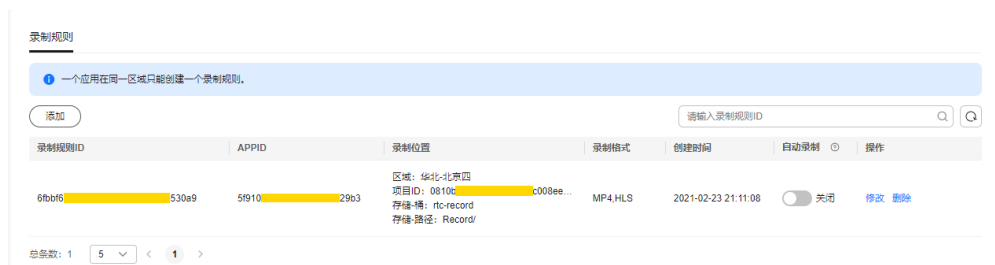 录制规则
一个应用在同一区域只能创建一个录制规则。
添加
请输入录制规则ID
录制规则ID APPID 录制位置 录制格式 创建时间 自动录制 操作
区域：华北-北京四
项目ID：0810b c008ee...
6fbbf6 530a9 5f910 29b3 MP4,HLS 2021-02-23 21:11:08 关闭 修改 删除
存储-桶：rtc-record
存储-路径：Record/
总条数：1 5 1